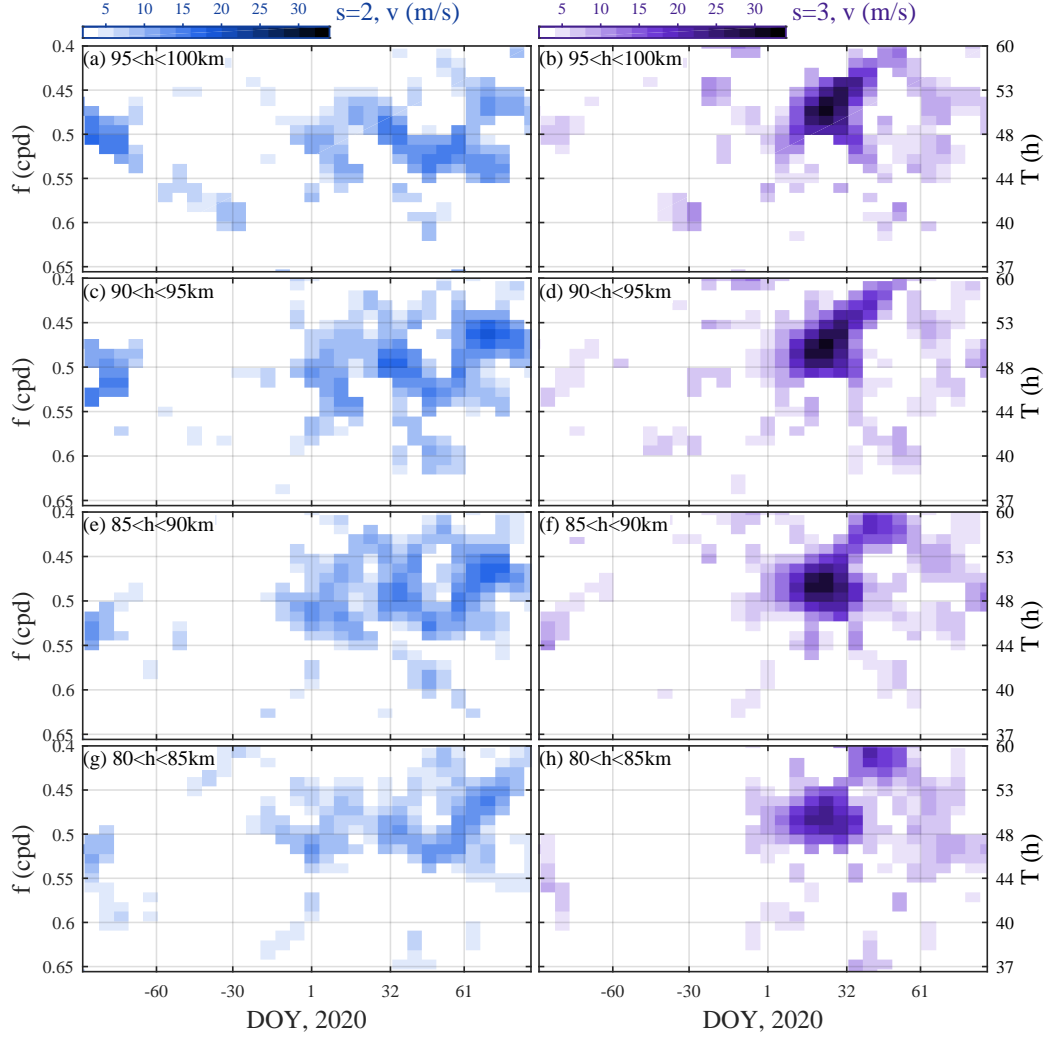 5 10 15 20 25 30 s=2, v (m/s)
5 10 15 20 25 30 s=3, v (m/s)
(a) 95<h<100km
(b) 95<h<100km
0.4
0.45
0.5
0.55
0.6
0.65
f (cpd)
60
53
48
44
40
37
T (h)
(c) 90<h<95km
(d) 90<h<95km
0.4
0.45
0.5
0.55
0.6
0.65
f (cpd)
60
53
48
44
40
37
T (h)
(e) 85<h<90km
(f) 85<h<90km
0.4
0.45
0.5
0.55
0.6
0.65
f (cpd)
60
53
48
44
40
37
T (h)
(g) 80<h<85km
(h) 80<h<85km
0.4
0.45
0.5
0.55
0.6
0.65
f (cpd)
60
53
48
44
40
37
T (h)
-60 -30 1 32 61
-60 -30 1 32 61
DOY, 2020
DOY, 2020